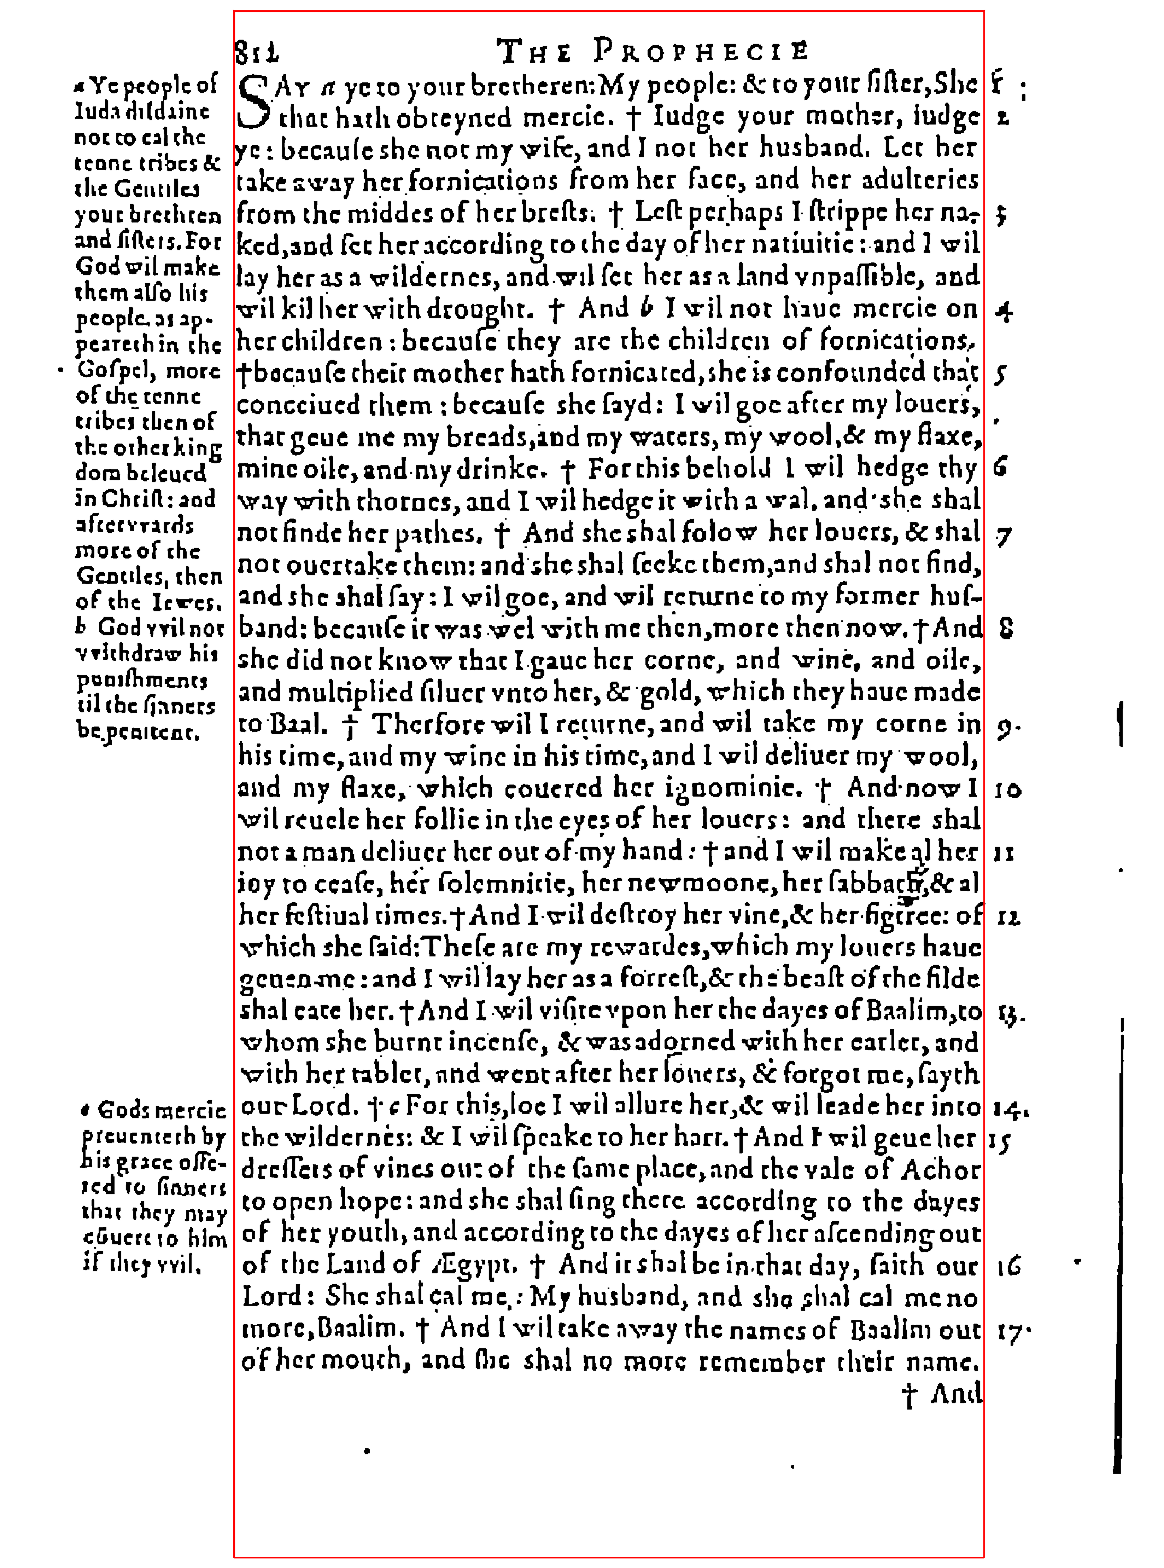 812 THE PROPHECIE
SAY a ye to your bretheren: My people: & to your ſiſter, She
that hath obteyned mercie. † Iudge your mother, iudge
ye: becauſe she not my wife, and I not her husband. Let her
take away her fornications from her face, and her adulteries
from the middes of her breſts. † Leſt perhaps I ſtrippe her na-
ked, and ſet her according to the day of her natiuitie: and I wil
lay her as a wildernes, and wil ſet her as a land vnpaſſible, and
wil kil her with drought. † And b I wil not haue mercie on
her children: becauſe they are the children of fornications,
† becauſe their mother hath fornicated, she is confounded that
conceiued them: becauſe she ſayd: I wil goe after my louers,
that geue me my breads, and my waters, my wool, & my flaxe,
mine oile, and my drinke. † For this behold I wil hedge thy
way with thornes, and I wil hedge it with a wal, and she shal
not finde her pathes. † And she shal folow her louers, & shal
not ouertake them: and she shal ſeeke them, and shal not find,
and she shal ſay: I wil goe, and wil returne to my former huſ-
band: becauſe it was wel with me then, more then now. † And
she did not know that I gaue her corne, and wine, and oile,
and multiplied ſiluer vnto her, & gold, which they haue made
to Baal. † Therfore wil I returne, and wil take my corne in
his time, and my wine in his time, and I wil deliuer my wool,
and my flaxe, which couered her ignominie. † And now I
wil reuele her follie in the eyes of her louers: and there shal
not a man deliuer her out of my hand: † and I wil make al her
ioy to ceaſe, her ſolemnitie, her newmoone, her ſabbath, & al
her feſtiual times. † And I wil deſtroy her vine, & her figtree: of
which she ſaid: Theſe are my rewardes, which my louers haue
geuen me: and I wil lay her as a forreſt, & the beaſt of the filde
shal eate her. † And I wil viſite vpon her the dayes of Baalim, to
whom she burnt incenſe, & was adorned with her earlet, and
with her tablet, and went after her louers, & forgot me, ſayth
our Lord. † c For this, loe I wil allure her, & wil leade her into
the wildernes: & I wil ſpeake to her hart. † And I wil geue her
dreſſers of vines out of the ſame place, and the vale of Achor
to open hope: and she shal ſing there according to the dayes
of her youth, and according to the dayes of her aſcending out
of the Land of Ægypt. † And it shal be in that day, ſaith our
Lord: She shal cal me: My husband, and she shal cal me no
more, Baalim. † And I wil take away the names of Baalim out
of her mouth, and ſhe shal no more remember their name.
† And
a Ye people of
Iuda diſdaine
not to cal the
tenne tribes &
the Gentiles
your brethren
and ſiſters. For
God wil make
them alſo his
people, as ap-
peareth in the
Goſpel, more
of the tenne
tribes then of
the other king
dom beleued
in Chriſt: and
afterwards
more of the
Gentiles, then
of the Iewes.
b God vvil not
vvithdraw his
puniſhments
til the ſinners
be penitent.
c Gods mercie
preuenteth by
his grace offe-
red to ſinners
that they may
cõuert to him
if they vvil.
2
3
4
5
6
7
8
9.
10
11
12
13.
14.
15
16
17.